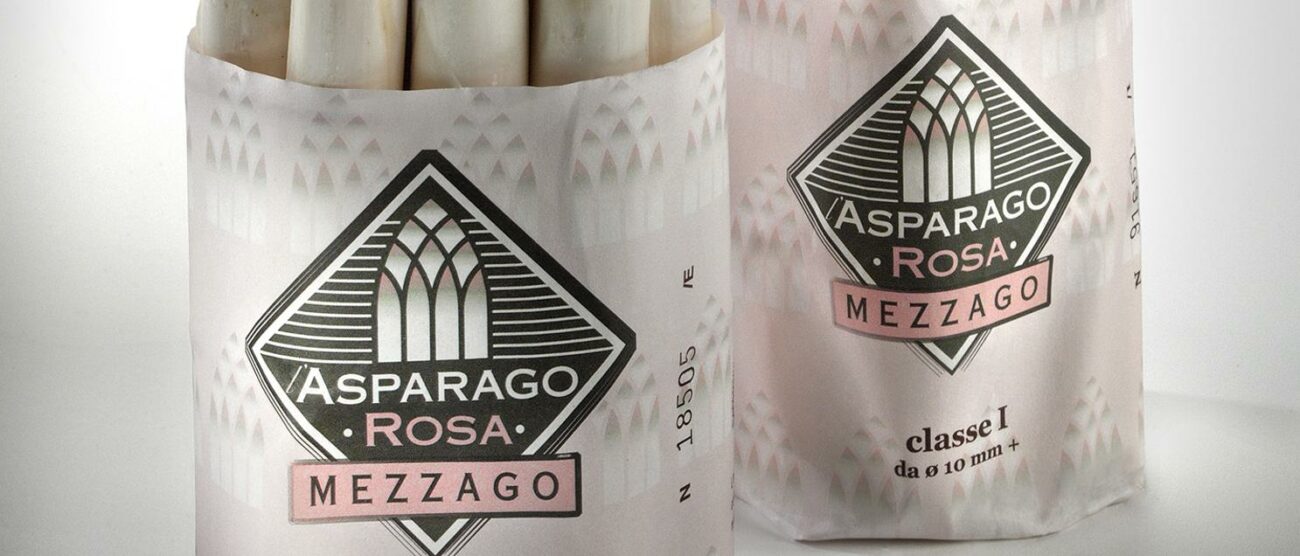 l'ASPARAGO
• ROSA •
MEZZAGO
N 18505 /E
l'ASPARAGO
• ROSA •
MEZZAGO
classe I
da ø 10 mm +
N